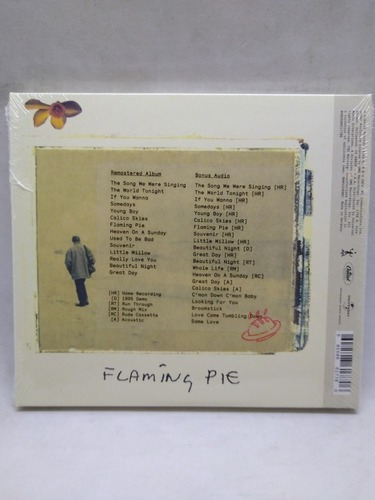 Remastered Album
The Song We Were Singing
The World Tonight
If You Wanna
Somedays
Young Boy
Calico Skies
Flaming Pie
Heaven On A Sunday
Used To Be Bad
Souvenir
Little Willow
Really Love You
Beautiful Night
Great Day
[HR] Home Recording
[D] 1995 Demo
[RT] Run Through
[RM] Rough Mix
[RC] Rude Cassette
[A] Acoustic
Bonus Audio
The Song We Were Singing [HR]
The World Tonight [HR]
If You Wanna [HR]
Somedays [HR]
Young Boy [HR]
Calico Skies [HR]
Flaming Pie [HR]
Souvenir [HR]
Little Willow [HR]
Beautiful Night [D]
Great Day [HR]
Beautiful Night [RT]
Whole Life [RM]
Heaven On A Sunday [RC]
Great Day [A]
Calico Skies [A]
C'mon Down C'mon Baby
Looking For You
Broomstick
Love Come Tumbling Down
Same Love
FLAMING PIE